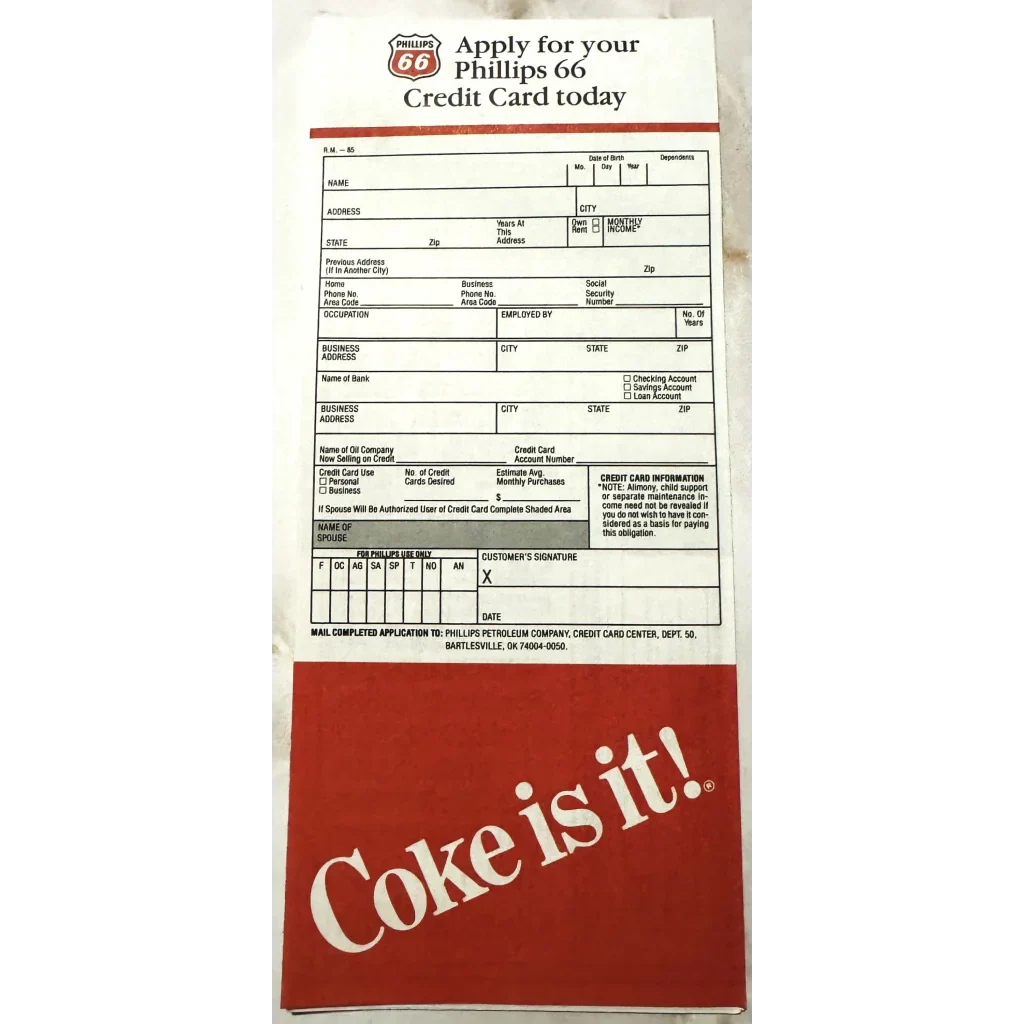 PHILLIPS
66
Apply for your
Phillips 66
Credit Card today
R.M. – 85
Date of Birth Dependents
Mo. Day Year
NAME
ADDRESS CITY
STATE Zip Years At
This
Address Own
Rent MONTHLY
INCOME*
Previous Address
(If In Another City) Zip
Home
Phone No.
Area Code
Business
Phone No.
Area Code
Social
Security
Number
OCCUPATION EMPLOYED BY No. Of
Years
BUSINESS
ADDRESS CITY STATE ZIP
Name of Bank
Checking Account
Savings Account
Loan Account
BUSINESS
ADDRESS CITY STATE ZIP
Name of Oil Company
Now Selling on Credit
Credit Card
Account Number
Credit Card Use
Personal
Business
No. of Credit
Cards Desired
Estimate Avg.
Monthly Purchases
$
If Spouse Will Be Authorized User of Credit Card Complete Shaded Area
CREDIT CARD INFORMATION
*NOTE: Alimony, child support
or separate maintenance in-
come need not be revealed if
you do not wish to have it con-
sidered as a basis for paying
this obligation.
NAME OF
SPOUSE
FOR PHILLIPS USE ONLY
F OC AG SA SP T NO AN
CUSTOMER'S SIGNATURE
X
DATE
MAIL COMPLETED APPLICATION TO: PHILLIPS PETROLEUM COMPANY, CREDIT CARD CENTER, DEPT. 50,
BARTLESVILLE, OK 74004-0050.
Coke is it!®